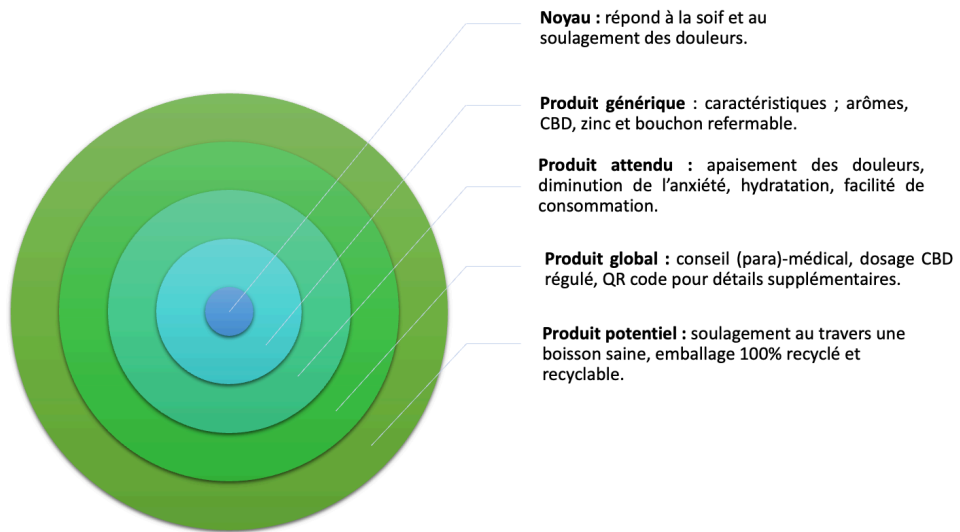 Noyau : répond à la soif et au
soulagement des douleurs.
Produit générique : caractéristiques ; arômes,
CBD, zinc et bouchon refermable.
Produit attendu : apaisement des douleurs,
diminution de l'anxiété, hydratation, facilité de
consommation.
Produit global : conseil (para)-médical, dosage CBD
régulé, QR code pour détails supplémentaires.
Produit potentiel : soulagement au travers une
boisson saine, emballage 100% recyclé et
recyclable.